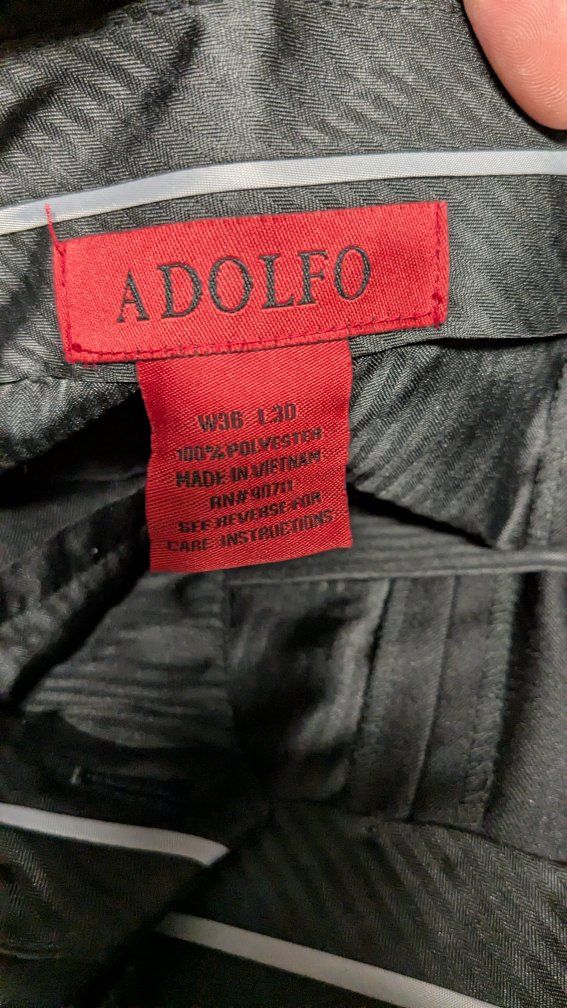 ADOLFO
W36 L30
100% POLYESTER
MADE IN VIETNAM
RN# 90711
SEE REVERSE FOR
CARE INSTRUCTIONS